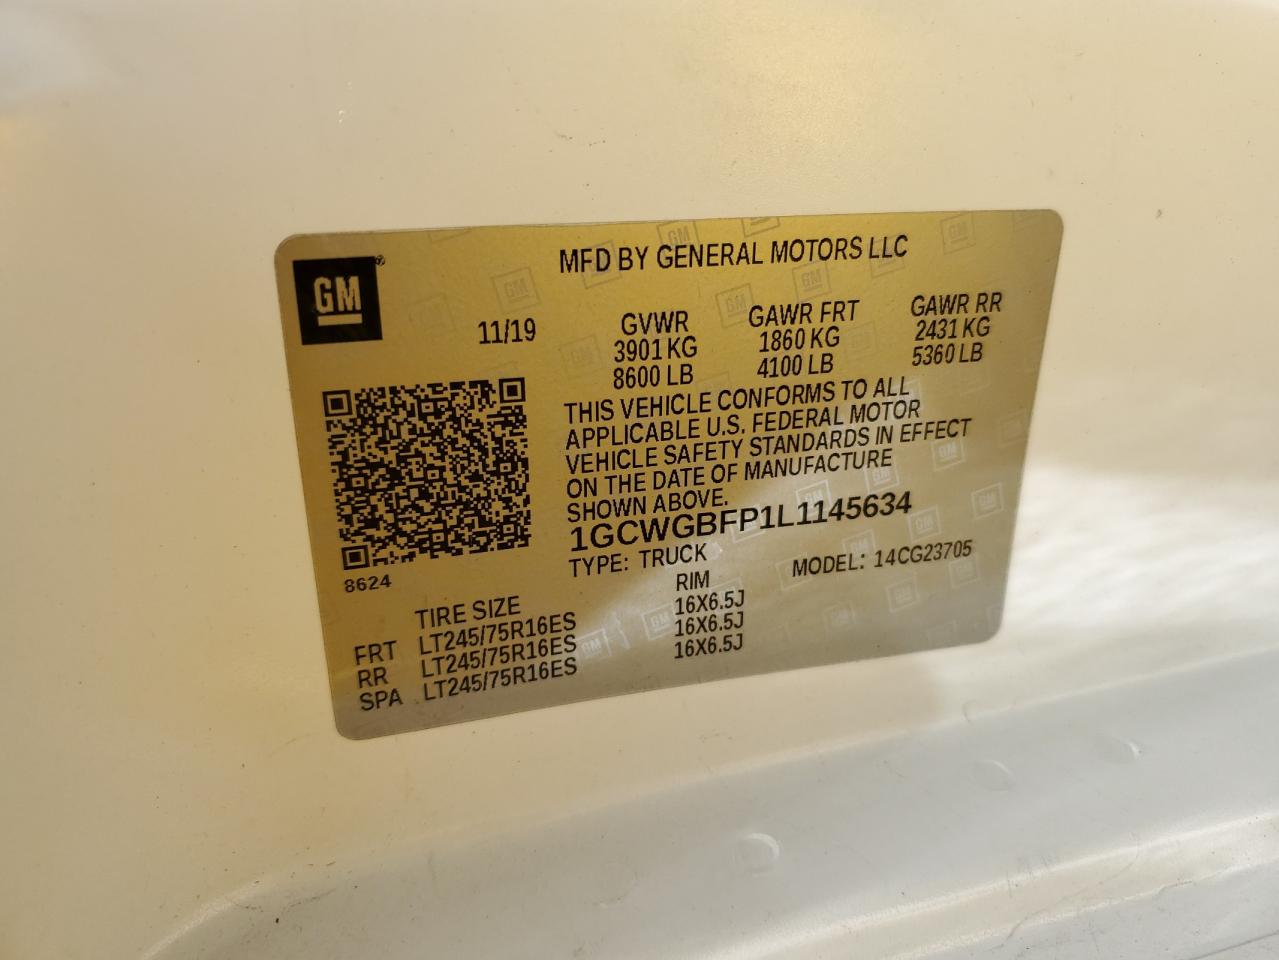 GM
MFD BY GENERAL MOTORS LLC
11/19
GVWR GAWR FRT GAWR RR
3901 KG 1860 KG 2431 KG
8600 LB 4100 LB 5360 LB
THIS VEHICLE CONFORMS TO ALL
APPLICABLE U.S. FEDERAL MOTOR
VEHICLE SAFETY STANDARDS IN EFFECT
ON THE DATE OF MANUFACTURE
SHOWN ABOVE.
1GCWGBFP1L1145634
TYPE: TRUCK MODEL: 14CG23705
8624
TIRE SIZE RIM
FRT LT245/75R16ES 16X6.5J
RR LT245/75R16ES 16X6.5J
SPA LT245/75R16ES 16X6.5J